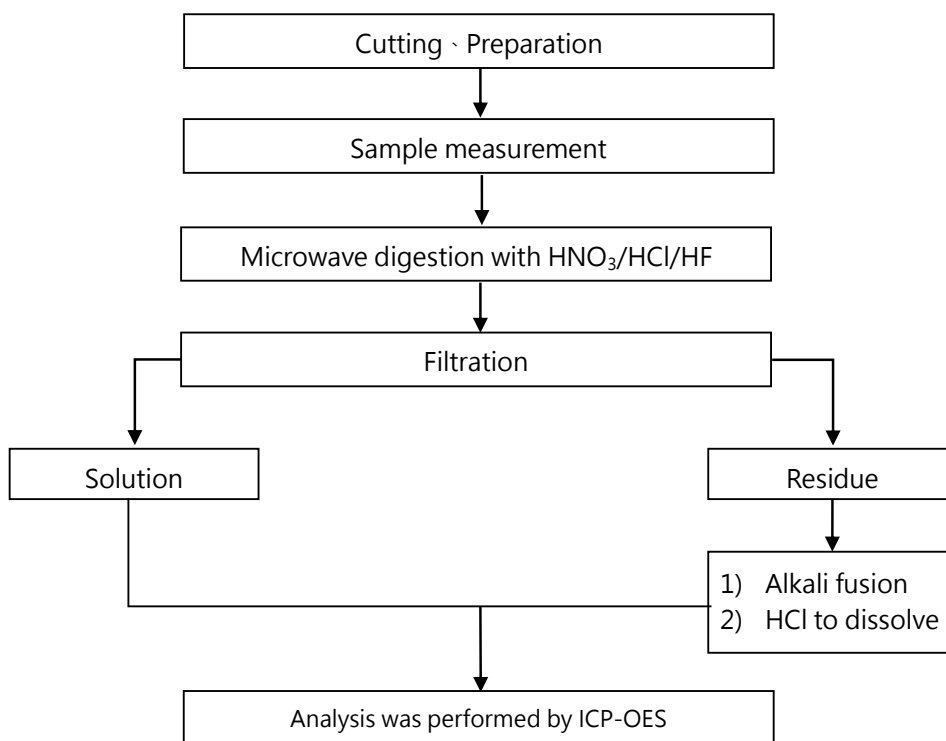 Cutting、Preparation
Sample measurement
Microwave digestion with HNO₃/HCl/HF
Filtration
Solution
Residue
1) Alkali fusion
2) HCl to dissolve
Analysis was performed by ICP-OES